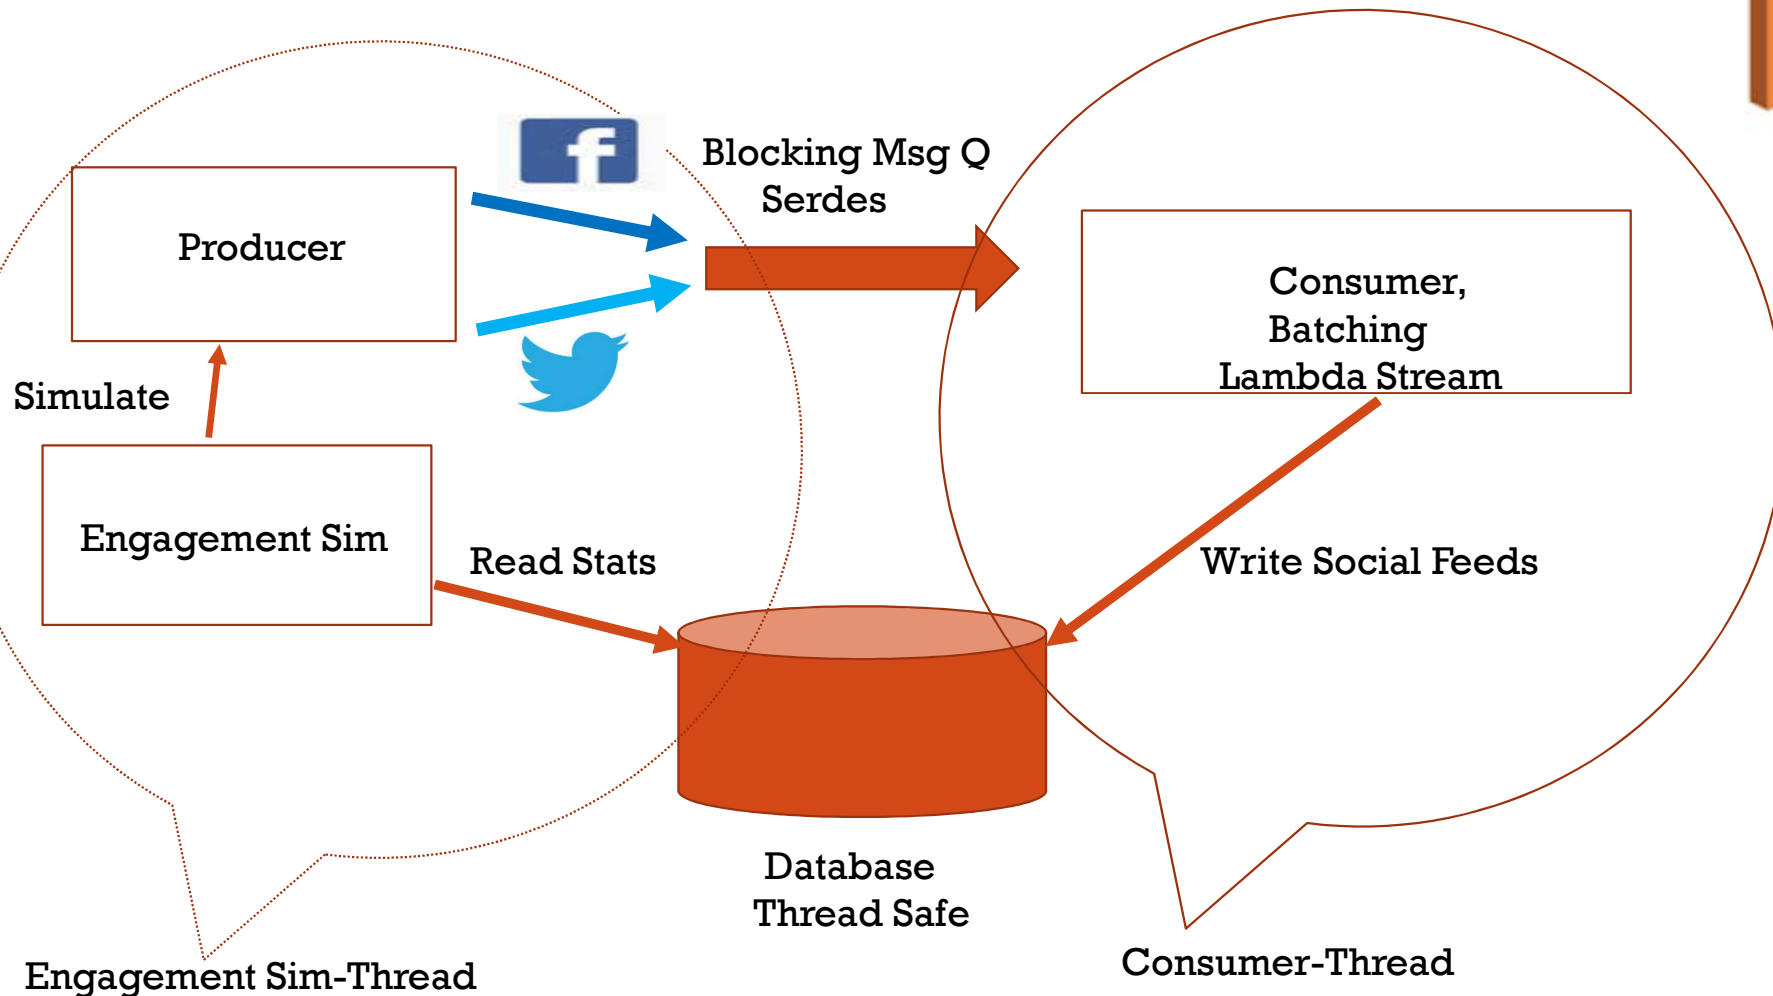 f
Blocking Msg Q
Serdes
Producer
Consumer,
Batching
Lambda Stream
Simulate
Engagement Sim
Read Stats
Write Social Feeds
Database
Thread Safe
Engagement Sim-Thread
Consumer-Thread